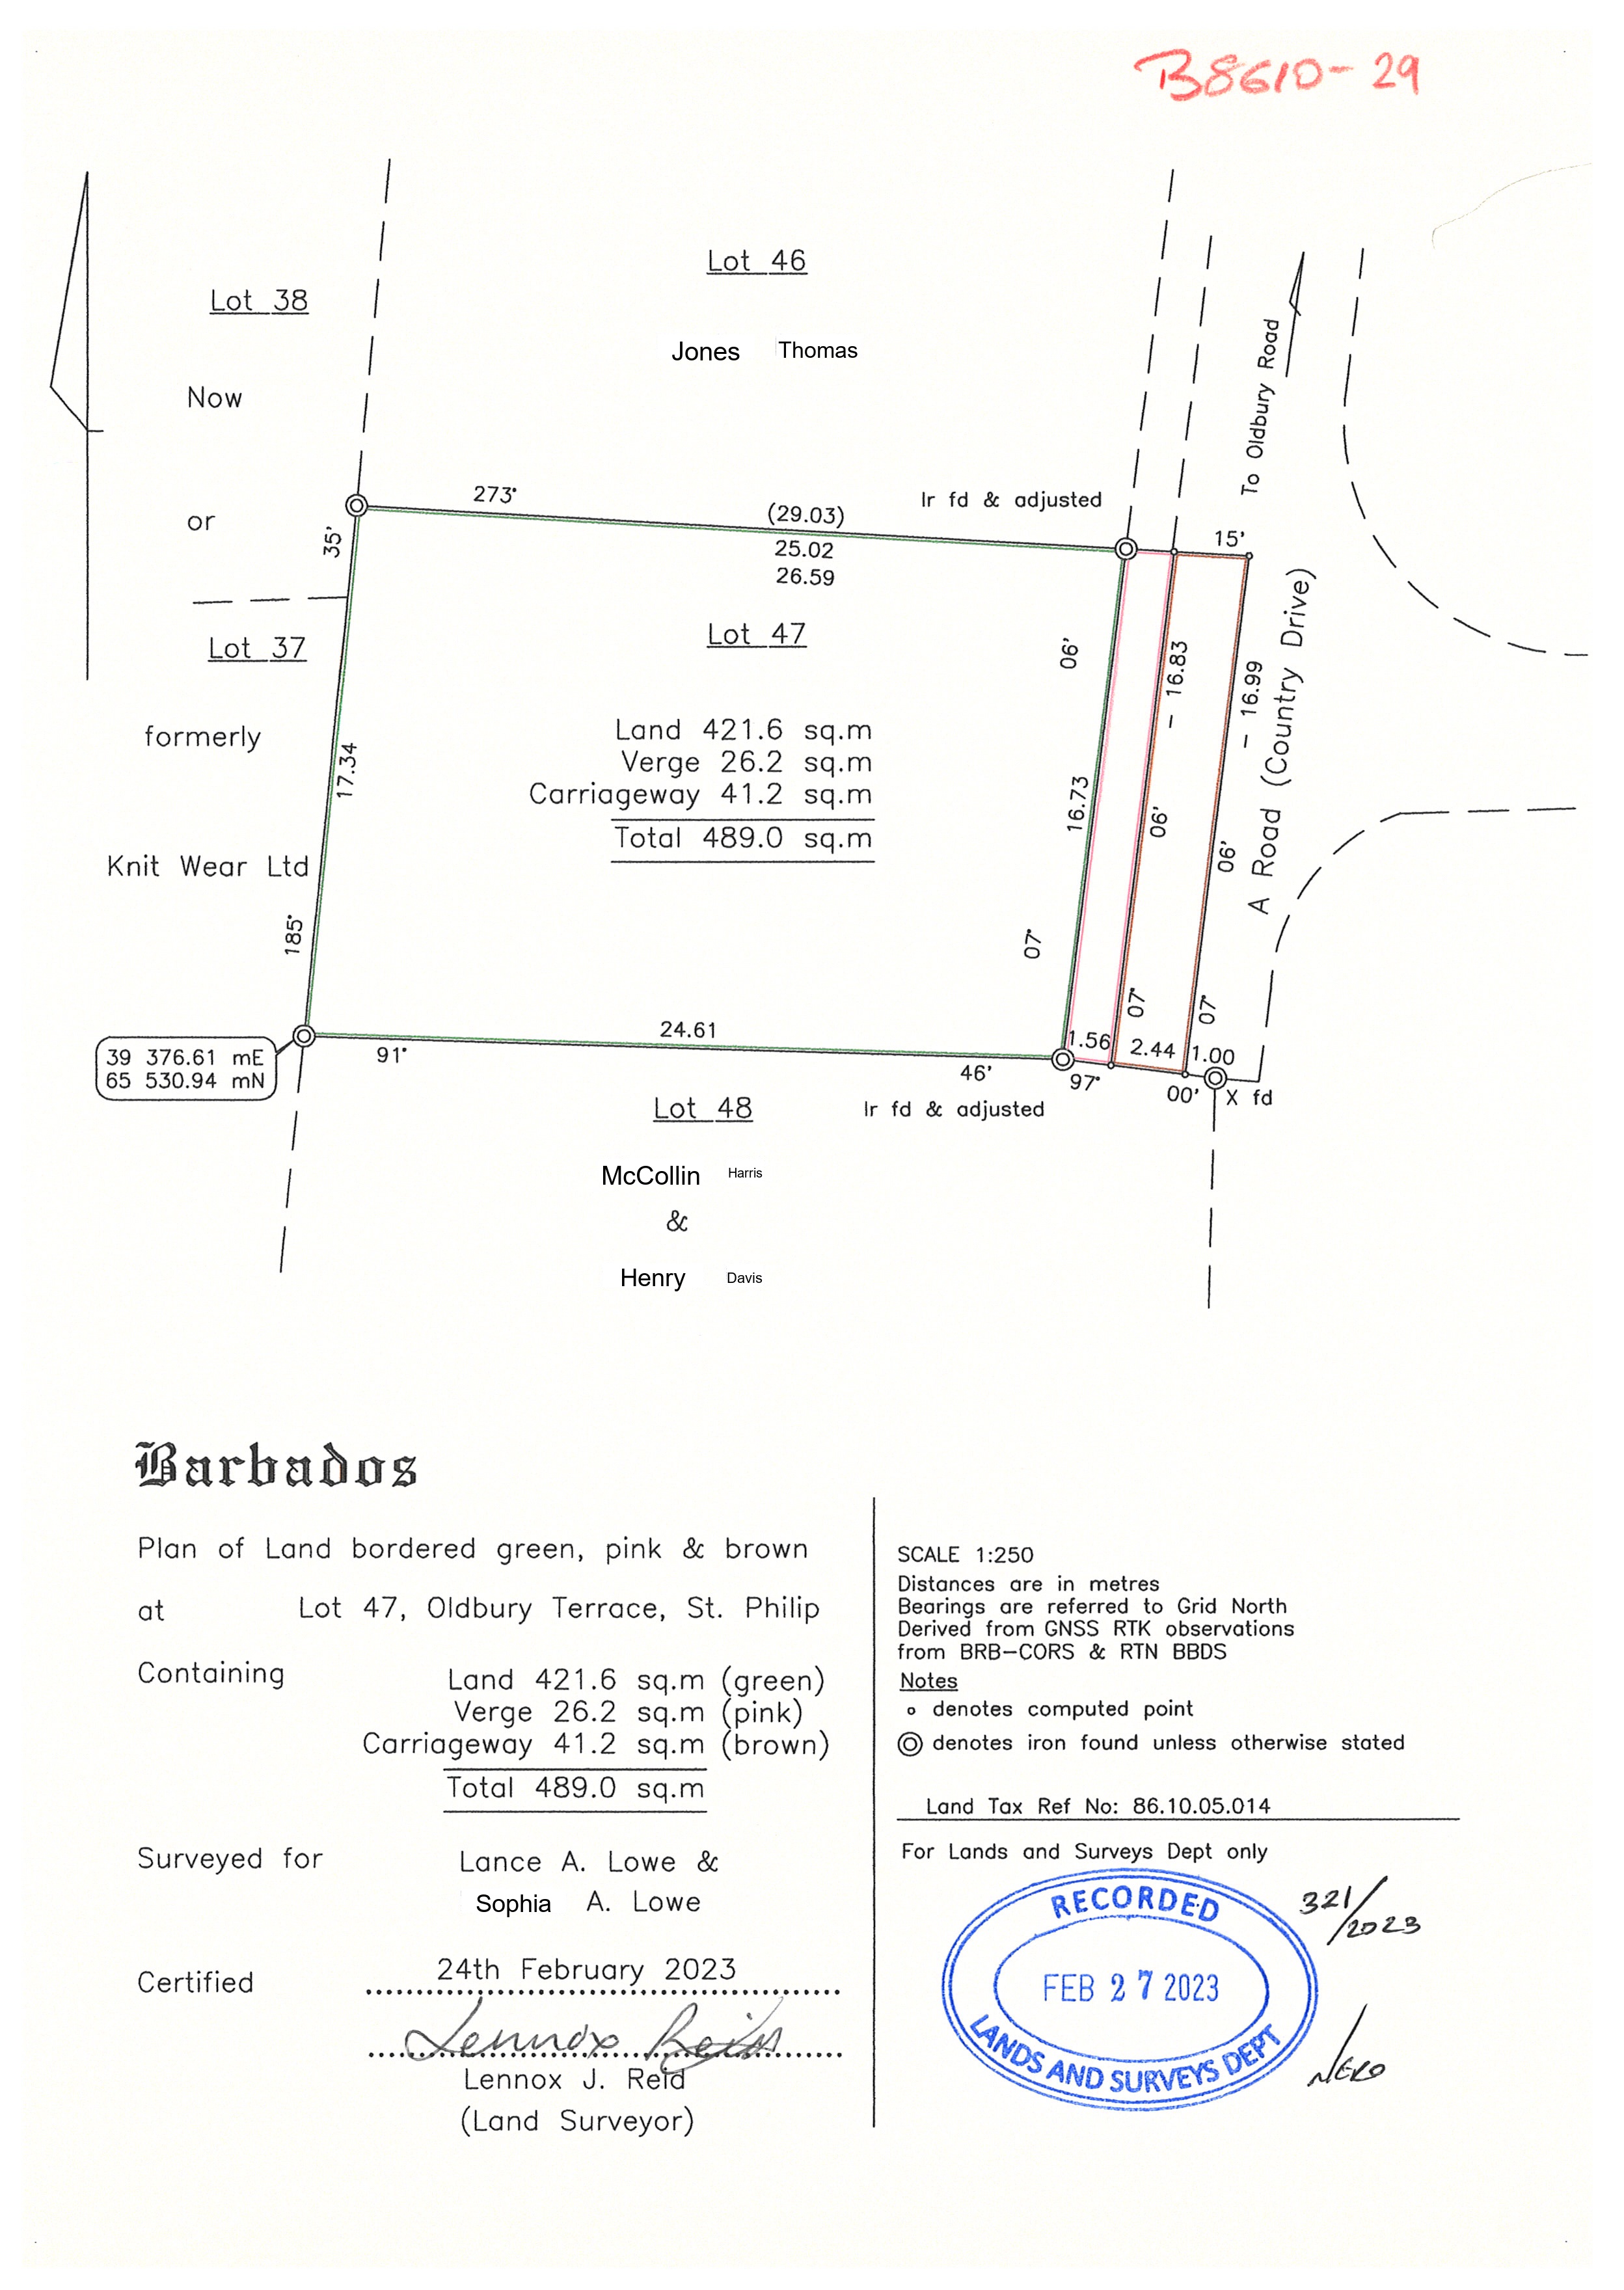 B8610-29
Lot 46
Lot 38
Jones Thomas
Now
To Oldbury Road
273°
(29.03)
Ir fd & adjusted
or
35'
25.02
15'
26.59
Lot 47
Lot 37
06'
- 16.83
- 16.99
A Road (Country Drive)
formerly
Land 421.6 sq.m
Verge 26.2 sq.m
Carriageway 41.2 sq.m
Total 489.0 sq.m
17.34
16.73
06'
06'
Knit Wear Ltd
185°
07°
07°
07°
39 376.61 mE
65 530.94 mN
24.61
91°
46'
1.56
2.44
1.00
97°
00'
X fd
Lot 48
Ir fd & adjusted
McCollin Harris
&
Henry Davis
Barbados
Plan of Land bordered green, pink & brown
at Lot 47, Oldbury Terrace, St. Philip
Containing
Land 421.6 sq.m (green)
Verge 26.2 sq.m (pink)
Carriageway 41.2 sq.m (brown)
Total 489.0 sq.m
Surveyed for
Lance A. Lowe &
Sophia A. Lowe
Certified
24th February 2023
Lennox Reid
Lennox J. Reid
(Land Surveyor)
SCALE 1:250
Distances are in metres
Bearings are referred to Grid North
Derived from GNSS RTK observations
from BRB-CORS & RTN BBDS
Notes
denotes computed point
denotes iron found unless otherwise stated
Land Tax Ref No: 86.10.05.014
For Lands and Surveys Dept only
RECORDED
FEB 27 2023
LANDS AND SURVEYS DEPT
321/2023